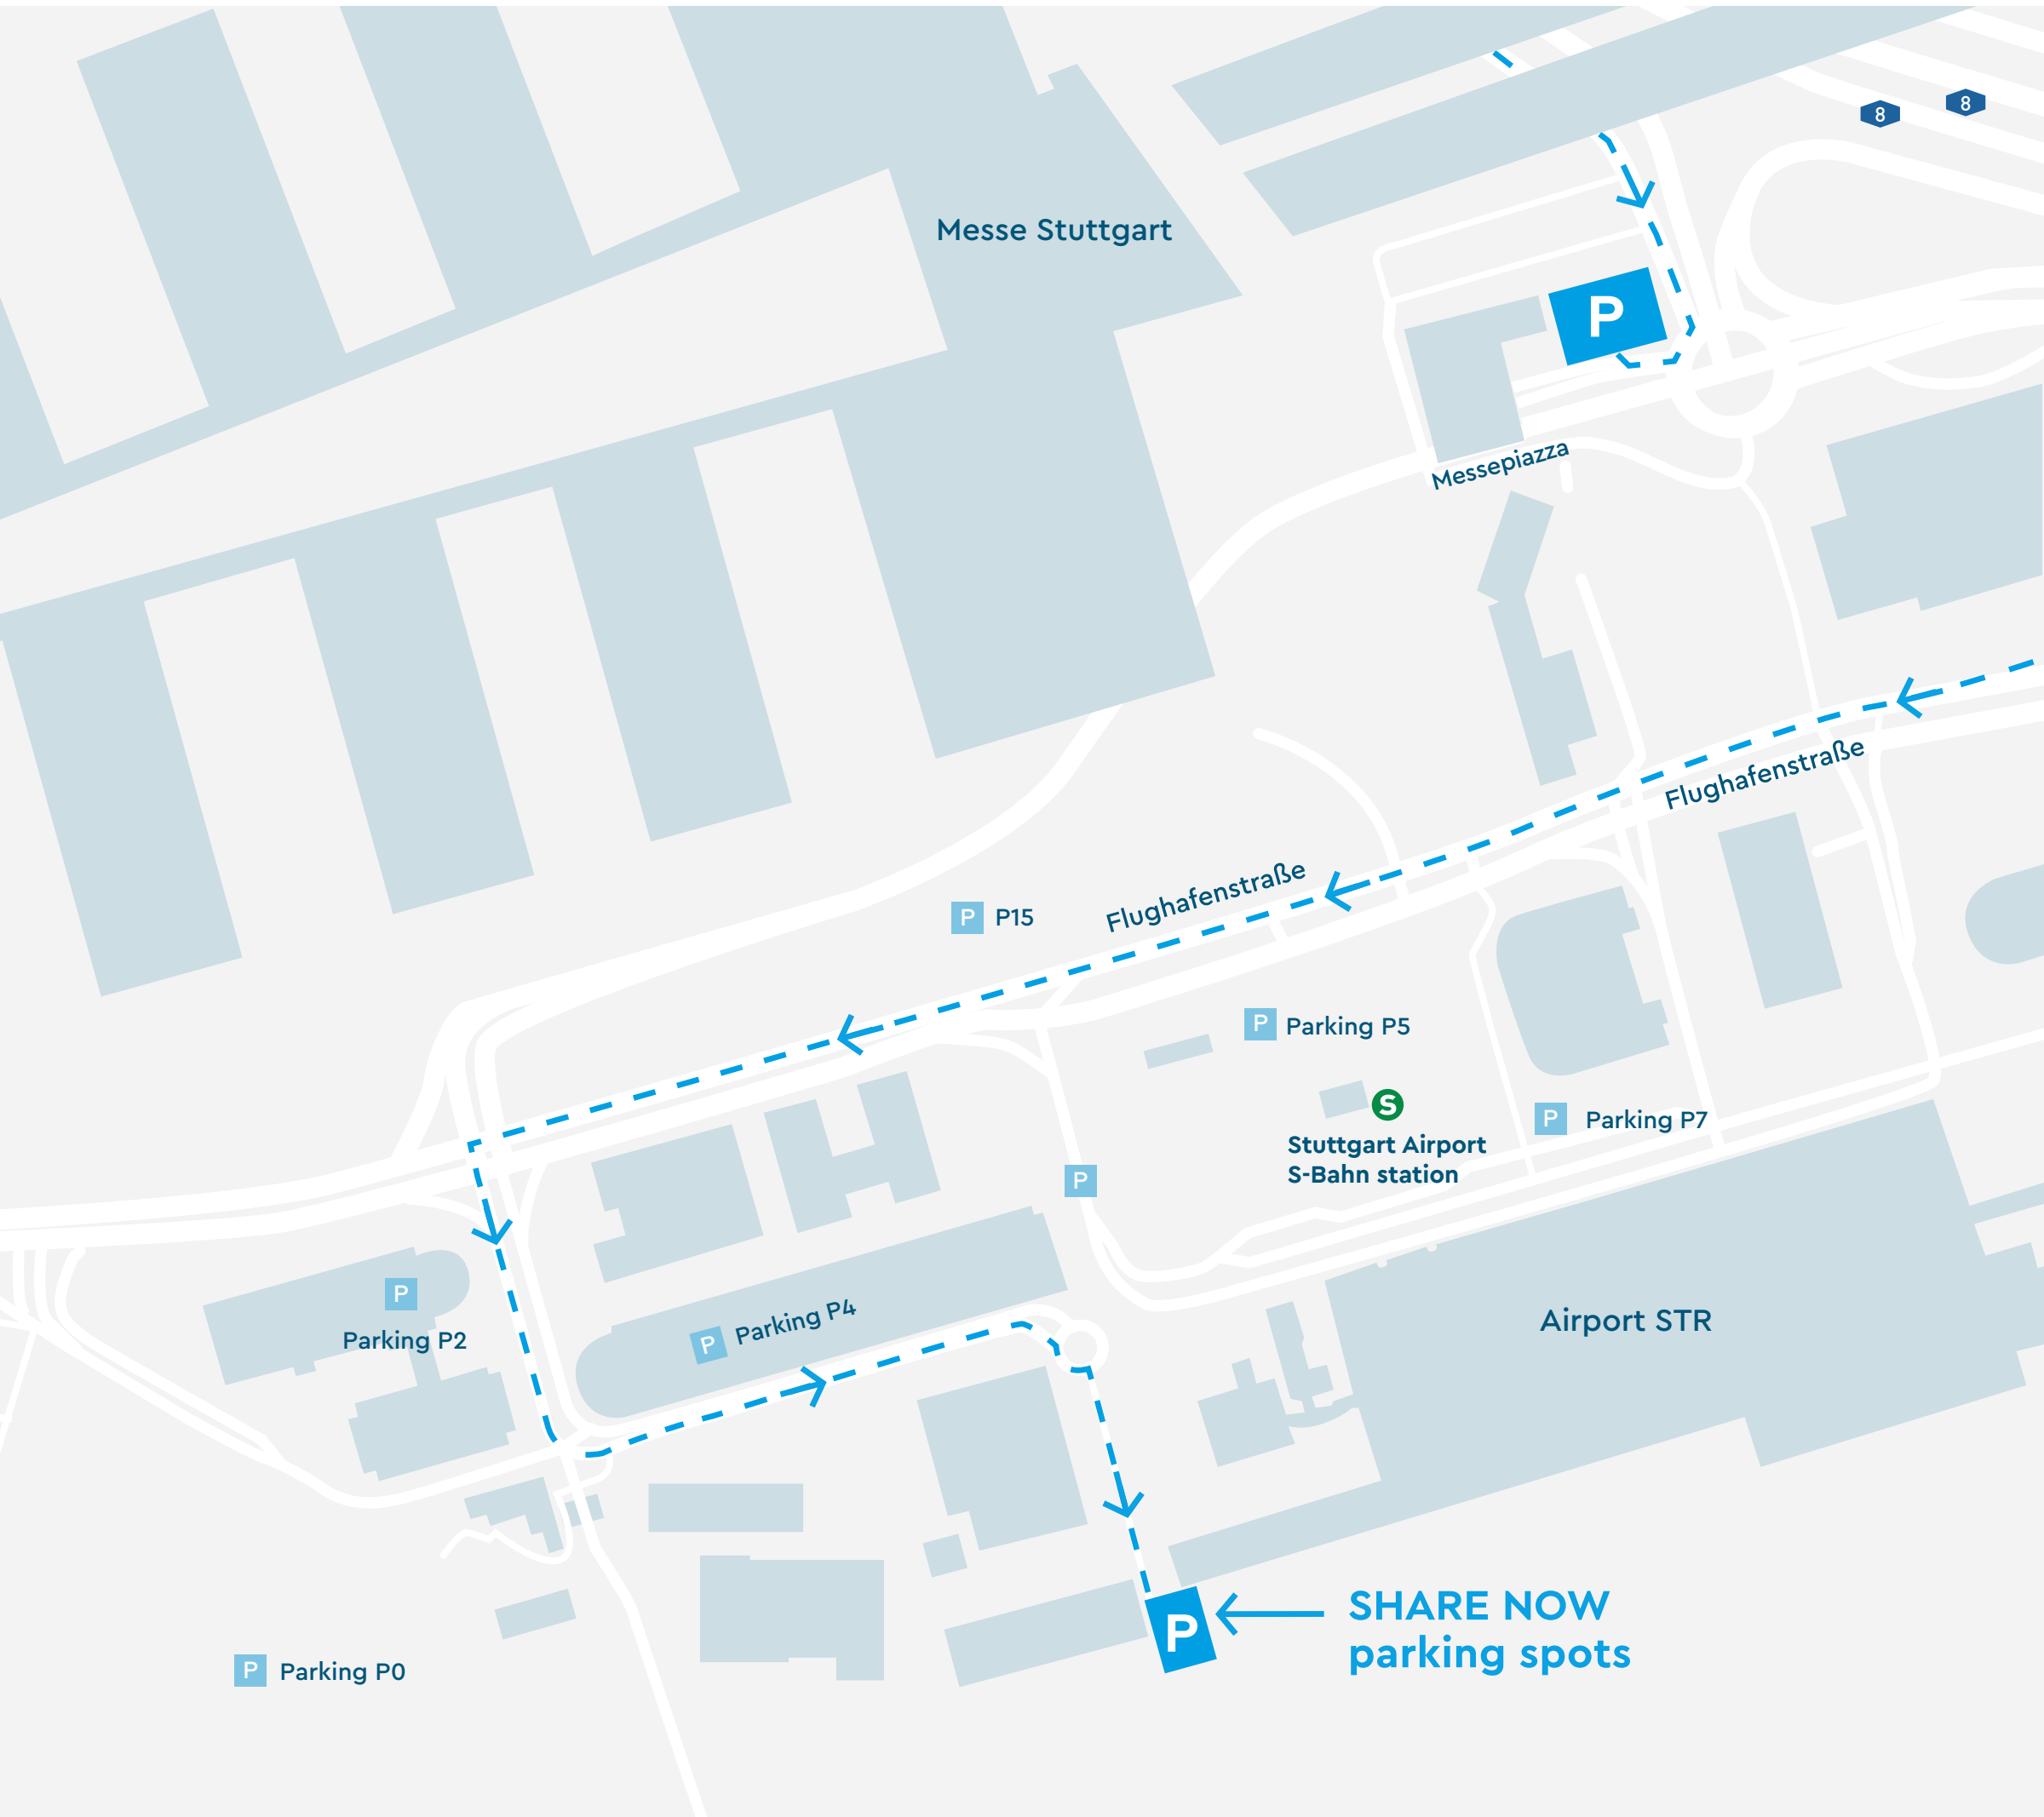 8
8
Messe Stuttgart
P
Messepiazza
Flughafenstraße
Flughafenstraße
P P15
P Parking P5
S
Stuttgart Airport
S-Bahn station
P Parking P7
P
P
Parking P2
P Parking P4
Airport STR
P
SHARE NOW
parking spots
P Parking P0